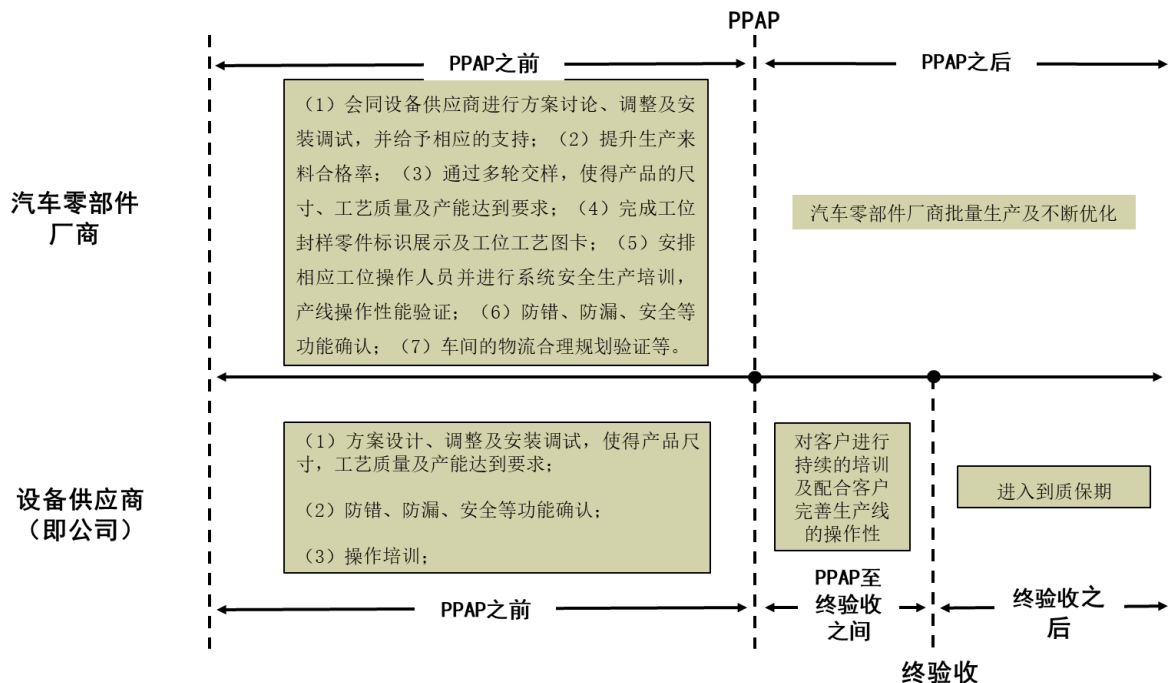 PPAP
PPAP之前
PPAP之后
汽车零部件
厂商
（1）会同设备供应商进行方案讨论、调整及安
装调试，并给予相应的支持；（2）提升生产来
料合格率；（3）通过多轮交样，使得产品的尺
寸、工艺质量及产能达到要求；（4）完成工位
封样零件标识展示及工位工艺图卡；（5）安排
相应工位操作人员并进行系统安全生产培训，
产线操作性能验证；（6）防错、防漏、安全等
功能确认；（7）车间的物流合理规划验证等。
汽车零部件厂商批量生产及不断优化
设备供应商
（即公司）
（1）方案设计、调整及安装调试，使得产品尺
寸，工艺质量及产能达到要求；
（2）防错、防漏、安全等功能确认；
（3）操作培训；
对客户进行
持续的培训
及配合客户
完善生产线
的操作性
进入到质保期
PPAP之前
PPAP至
终验收
之间
终验收之
后
终验收